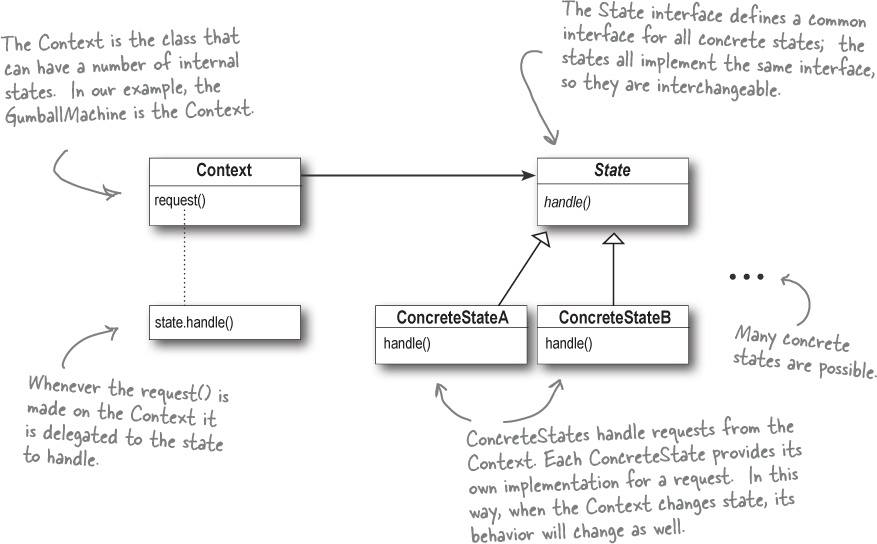 The Context is the class that
can have a number of internal
states. In our example, the
GumballMachine is the Context.
The State interface defines a common
interface for all concrete states; the
states all implement the same interface,
so they are interchangeable.
Context
request()
State
handle()
state.handle()
ConcreteStateA
handle()
ConcreteStateB
handle()
Many concrete
states are possible.
Whenever the request() is
made on the Context it
is delegated to the state
to handle.
ConcreteStates handle requests from the
Context. Each ConcreteState provides its
own implementation for a request. In this
way, when the Context changes state, its
behavior will change as well.